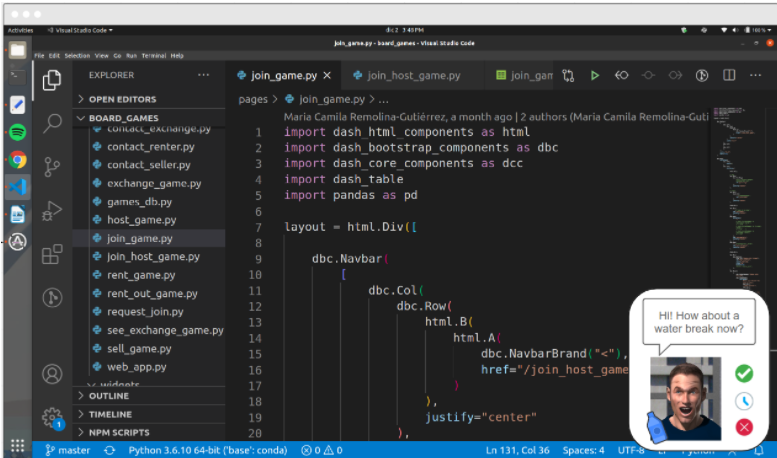 Activities
Visual Studio Code
dic 2 3:43 PM
100 %
join_game.py - board_games - Visual Studio Code
File Edit Selection View Go Run Terminal Help
EXPLORER
OPEN EDITORS
BOARD_GAMES
contact_exchange.py
contact_renter.py
contact_seller.py
exchange_game.py
games_db.py
host_game.py
join_game.py
join_host_game.py
rent_game.py
rent_out_game.py
request_join.py
see_exchange_game.py
sell_game.py
web_app.py
widgets
OUTLINE
TIMELINE
NPM SCRIPTS
1
join_game.py
join_host_game.py
join_gam
pages > join_game.py > ...
Maria Camila Remolina-Gutiérrez, a month ago | 2 authors (Maria Camila Remolina-Guti
1 import dash_html_components as html
2 import dash_bootstrap_components as dbc
3 import dash_core_components as dcc
4 import dash_table
5 import pandas as pd
6
7 layout = html.Div([
8
9 dbc.Navbar(
10 [
11 dbc.Col(
12 dbc.Row(
13 html.B(
14 html.A(
15 dbc.NavbarBrand("<"),
16 href="/join_host_game
17 )
18 ),
19 justify="center"
20 ),
Hi! How about a
water break now?
master
Python 3.6.10 64-bit ('base': conda)
0
0
Ln 131, Col 36
Spaces: 4
UTF-8
LF
Python